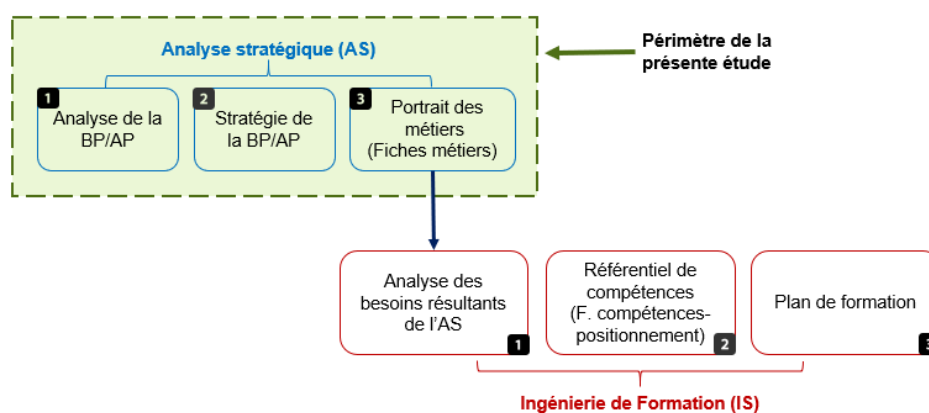 Analyse stratégique (AS)
Périmètre de la
présente étude
1
Analyse de la
BP/AP
2
Stratégie de
la BP/AP
3
Portrait des
métiers
(Fiches métiers)
Analyse des
besoins résultants
de l'AS
1
Référentiel de
compétences
(F. compétences-
positionnement)
2
Plan de formation
3
Ingénierie de Formation (IS)